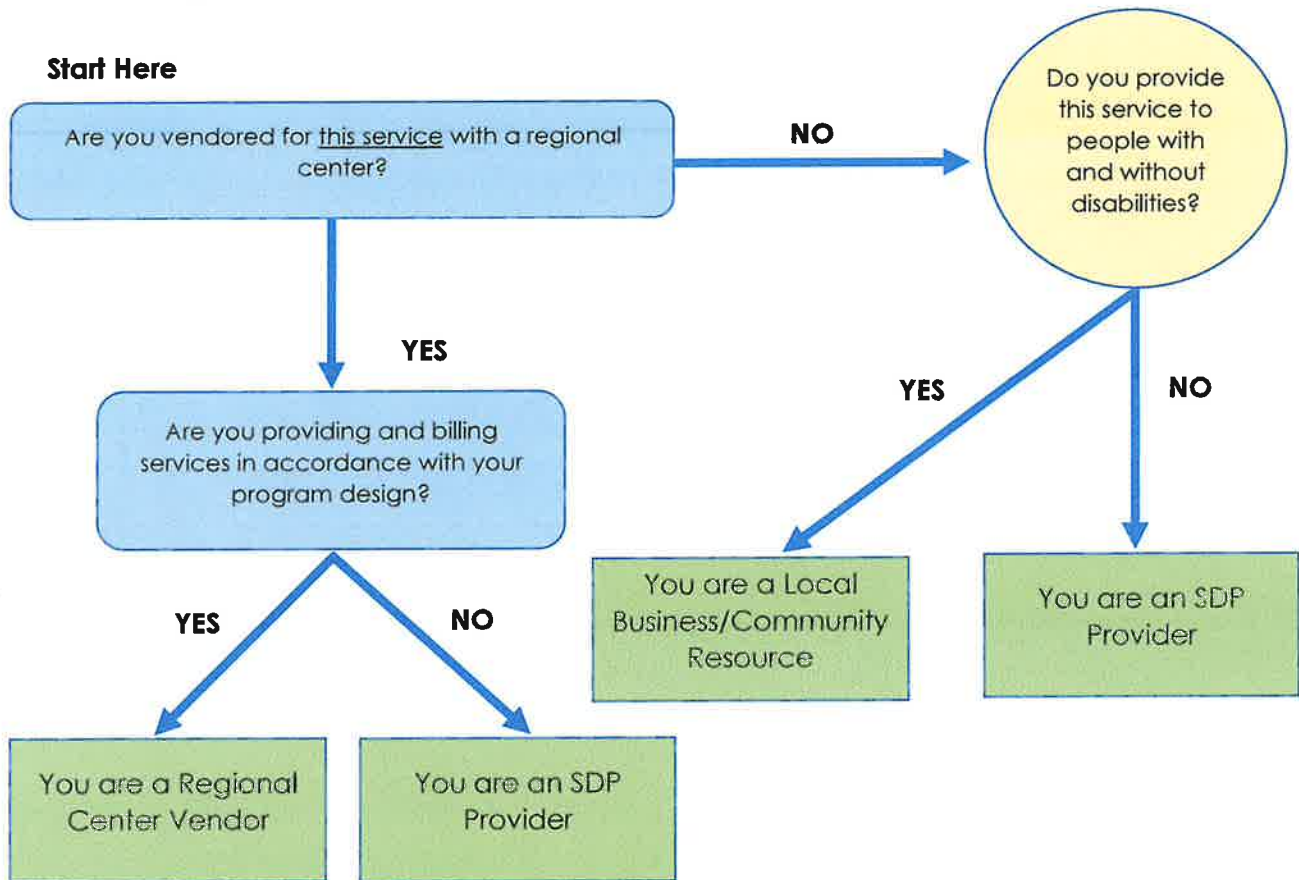 Start Here
Are you vendored for this service with a regional
center?
NO
Do you provide
this service to
people with
and without
disabilities?
YES
Are you providing and billing
services in accordance with your
program design?
YES
NO
You are a Local
Business/Community
Resource
You are an SDP
Provider
YES
NO
You are a Regional
Center Vendor
You are an SDP
Provider